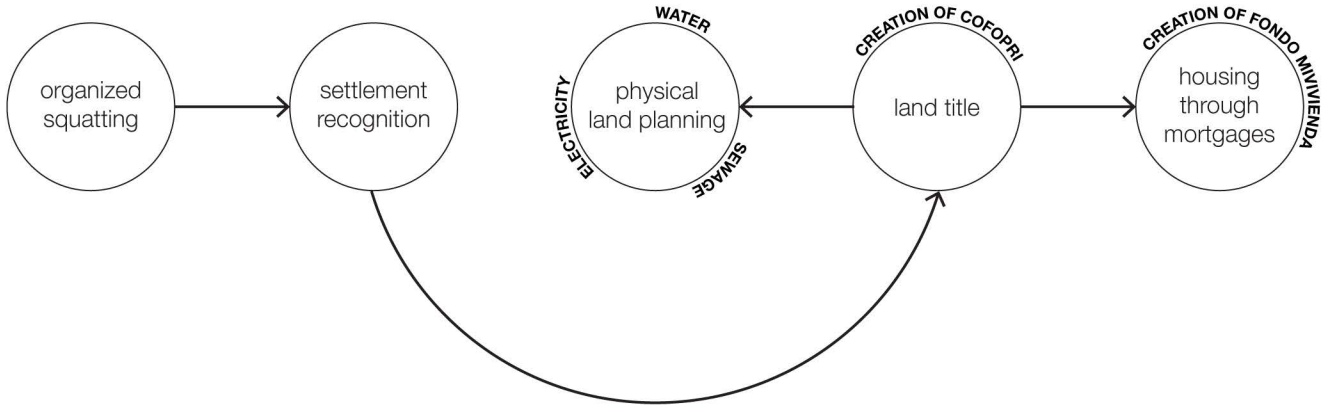 organized
squatting
settlement
recognition
WATER
ELECTRICITY
SEWAGE
physical
land planning
CREATION OF COFOPRI
land title
CREATION OF FONDO MIVIVIENDA
housing
through
mortgages